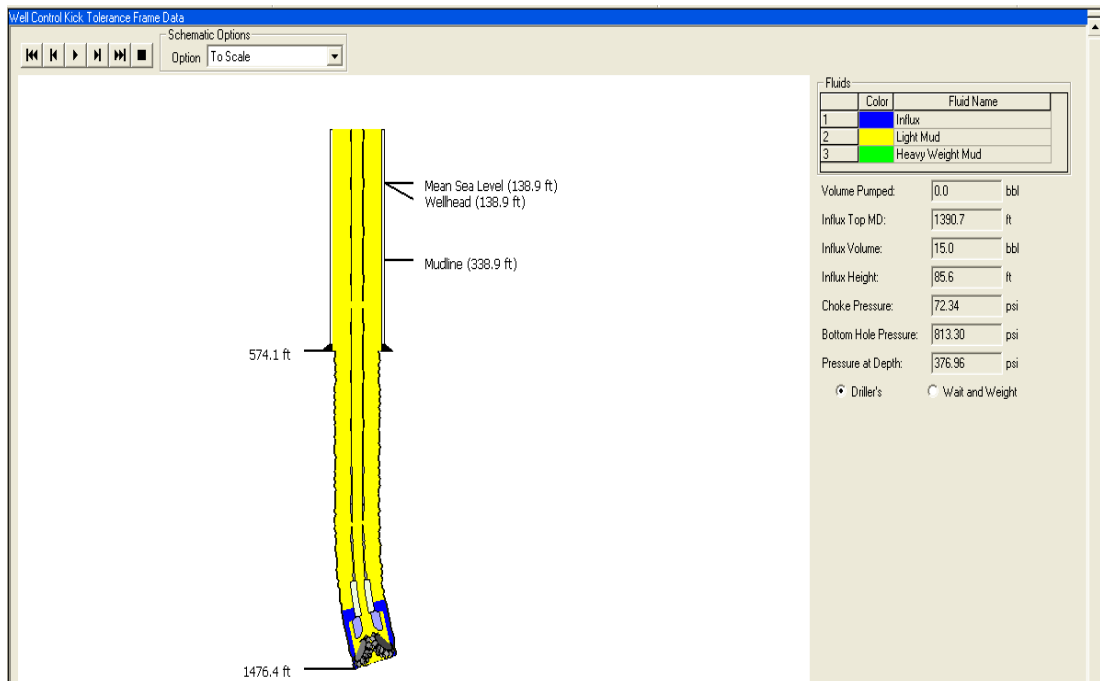 Well Control Kick Tolerance Frame Data
Schematic Options
Option To Scale
Fluids
Color Fluid Name
1 Influx
2 Light Mud
3 Heavy Weight Mud
Mean Sea Level (138.9 ft)
Wellhead (138.9 ft)
Mudline (338.9 ft)
574.1 ft
1476.4 ft
Volume Pumped: 0.0 bbl
Influx Top MD: 1390.7 ft
Influx Volume: 15.0 bbl
Influx Height: 85.6 ft
Choke Pressure: 72.34 psi
Bottom Hole Pressure: 813.30 psi
Pressure at Depth: 376.96 psi
Driller's Wait and Weight